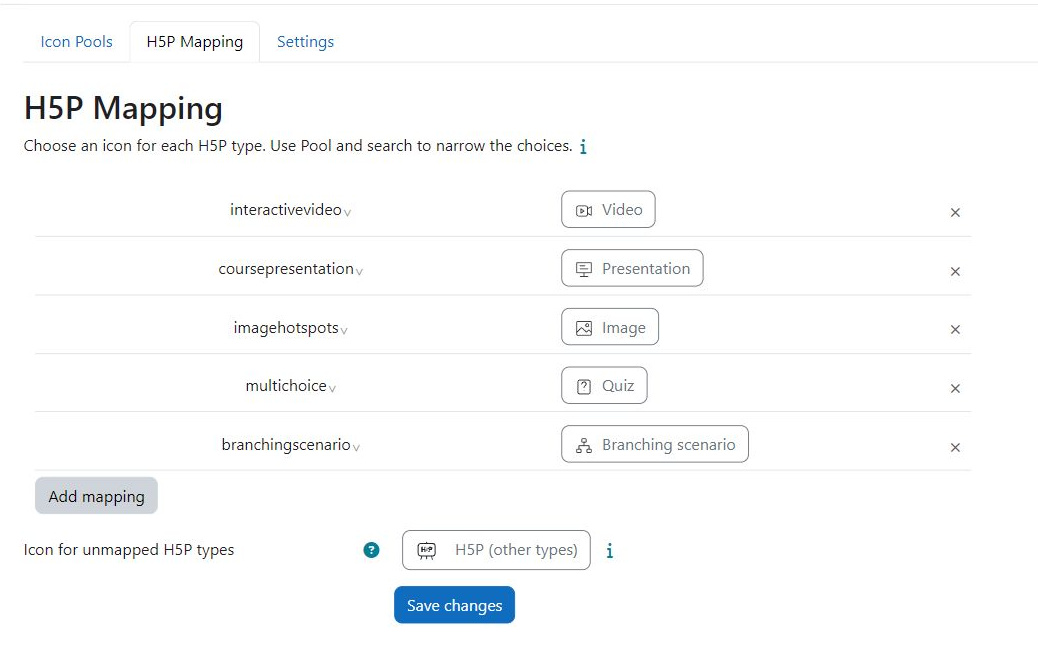 Icon Pools H5P Mapping Settings
H5P Mapping
Choose an icon for each H5P type. Use Pool and search to narrow the choices. i
interactivevideo v Video ×
coursepresentation v Presentation ×
imagehotspots v Image ×
multichoice v ? Quiz ×
branchingscenario v Branching scenario ×
Add mapping
Icon for unmapped H5P types ? H5P H5P (other types) i
Save changes